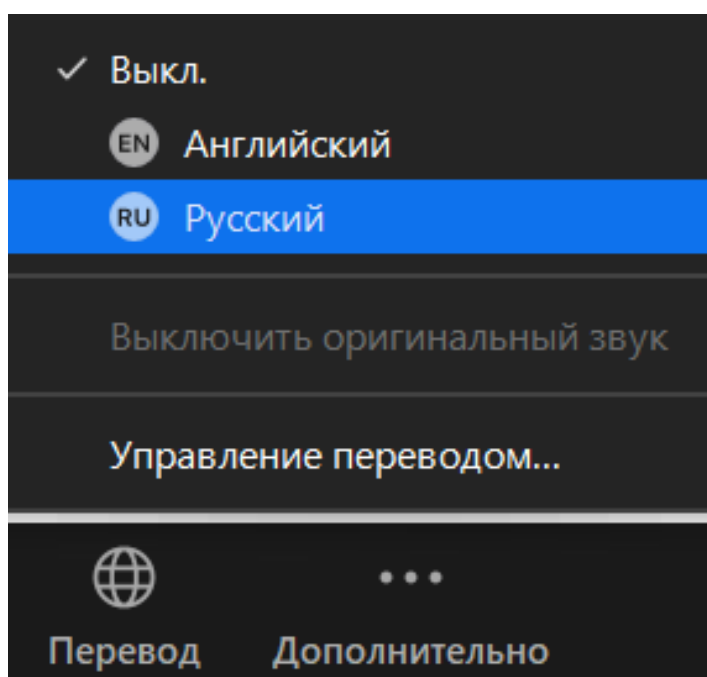 Выкл.
EN Английский
RU Русский
Выключить оригинальный звук
Управление переводом...
Перевод Дополнительно